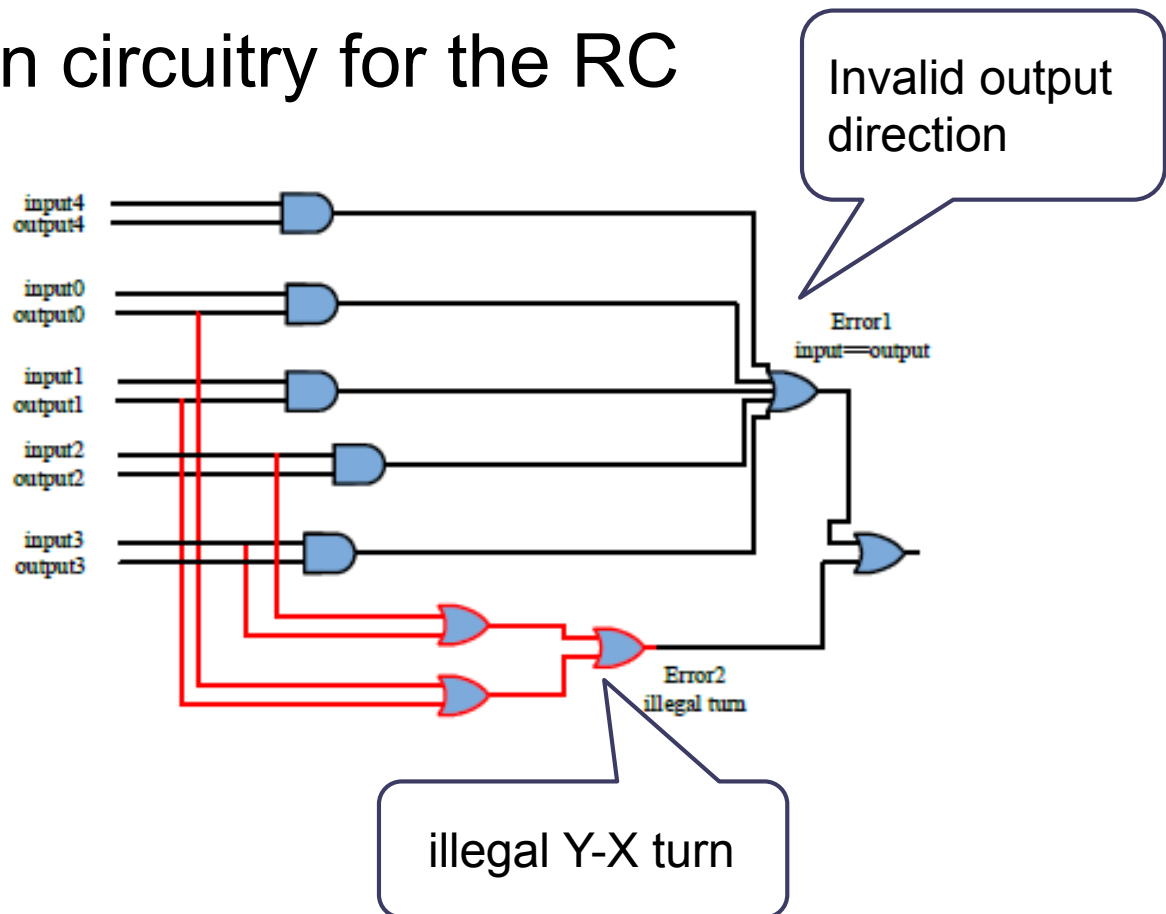 n circuitry for the RC
Invalid output
direction
input4
output4
input0
output0
Error1
input==output
input1
output1
input2
output2
input3
output3
Error2
illegal turn
illegal Y-X turn